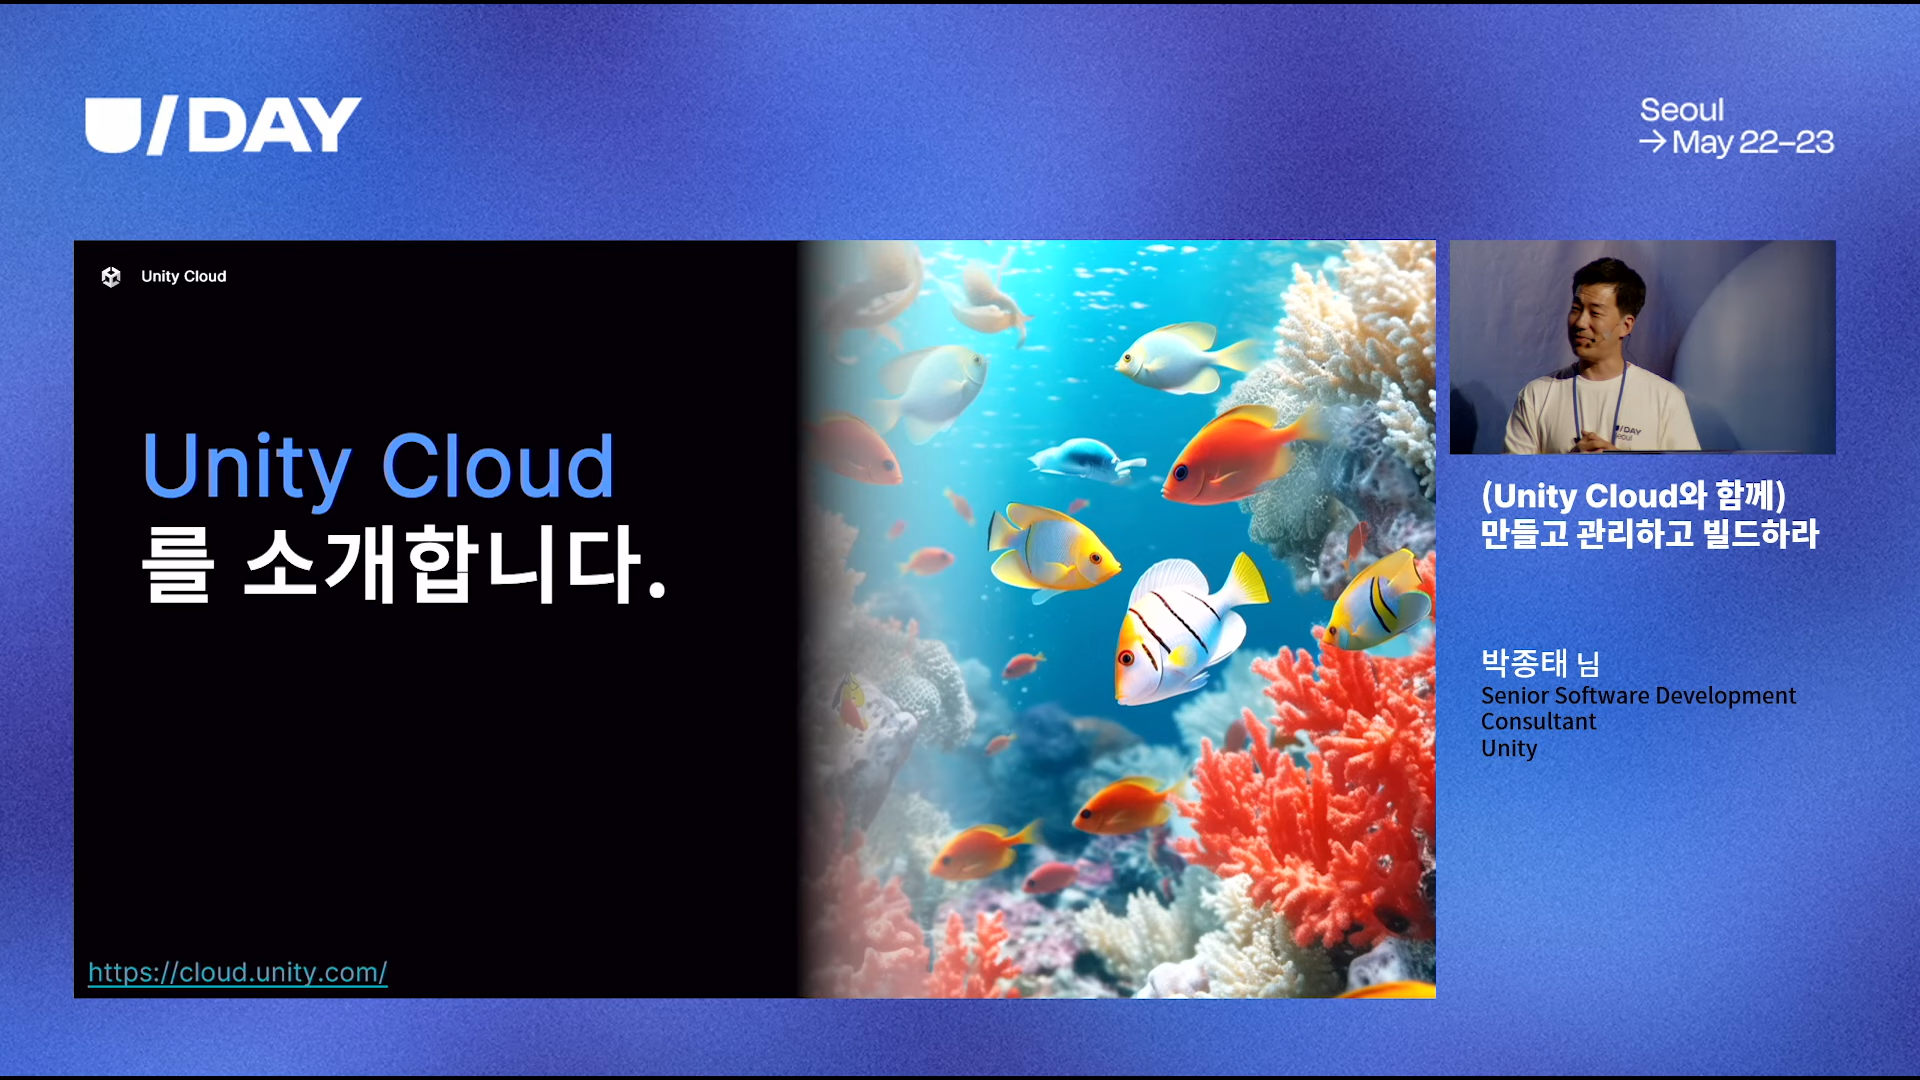 U/DAY
Seoul
→ May 22–23
Unity Cloud
Unity Cloud
를 소개합니다.
https://cloud.unity.com/
U/DAY
Seoul
(Unity Cloud와 함께)
만들고 관리하고 빌드하라
박종태 님
Senior Software Development
Consultant
Unity